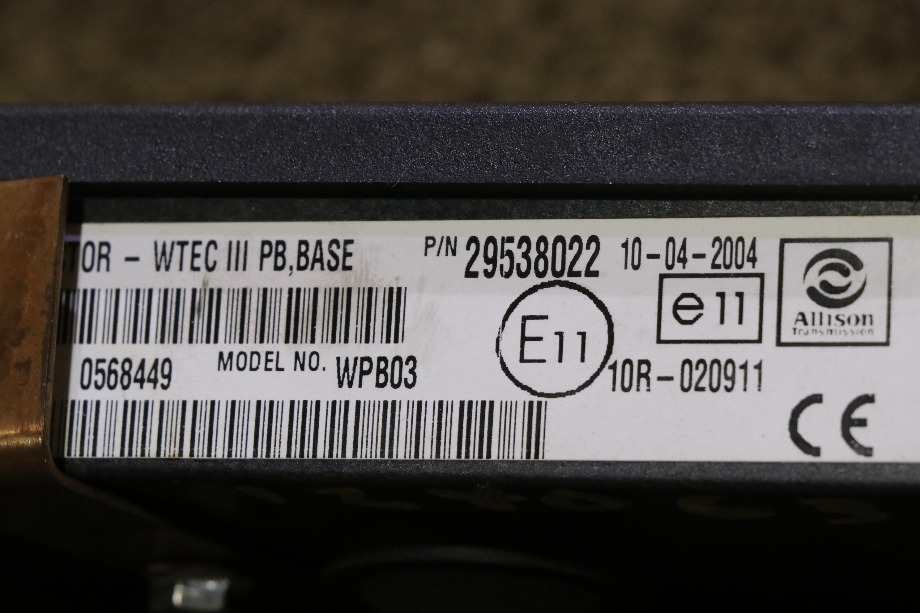 TOR - WTEC III PB,BASE P/N 29538022 10-04-2004
0568449 MODEL NO. WPB03
E11
e11
10R-020911
Allison
Transmission
CE